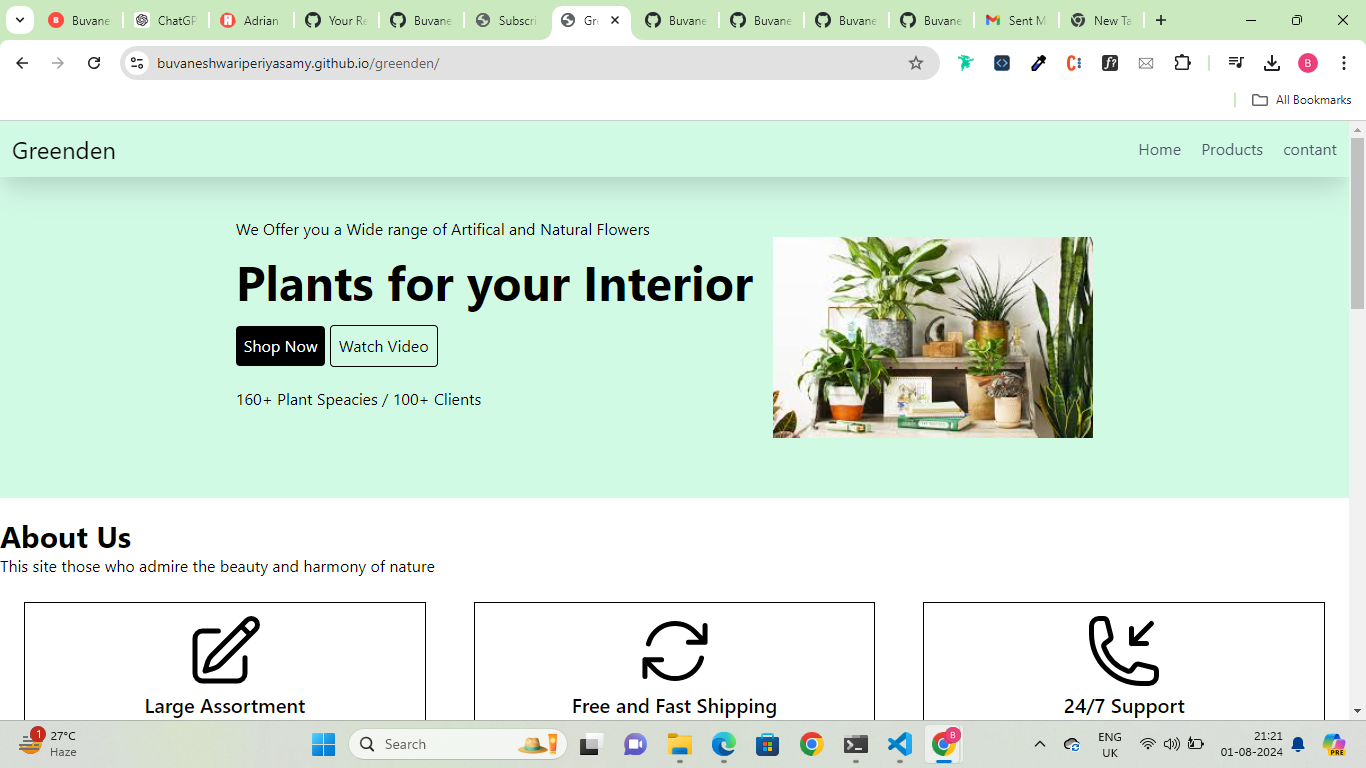 Buvane
ChatGP
Adrian
Your Re
Buvane
Subscri
Gre
Buvane
Buvane
Buvane
Buvane
Sent M
New Ta
buvaneshwariperiyasamy.github.io/greenden/
f?
B
All Bookmarks
Greenden
Home
Products
contant
We Offer you a Wide range of Artifical and Natural Flowers
Plants for your Interior
Shop Now
Watch Video
160+ Plant Speacies / 100+ Clients
About Us
This site those who admire the beauty and harmony of nature
Large Assortment
Free and Fast Shipping
24/7 Support
1
27°C
Haze
Search
B
PRE
ENG
UK
21:21
01-08-2024